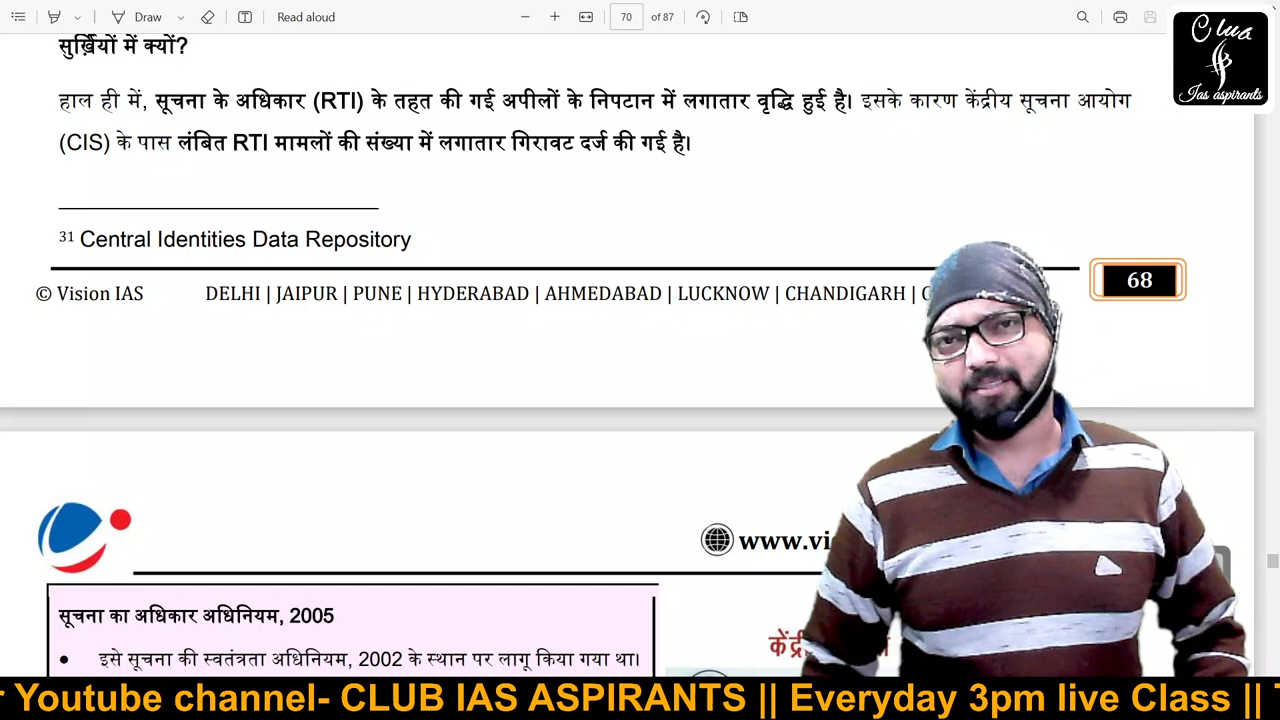 Draw
Read aloud
70 of 87
Clua
Ias aspirants
सुर्ख़ियों में क्यों?
हाल ही में, सूचना के अधिकार (RTI) के तहत की गई अपीलों के निपटान में लगातार वृद्धि हुई है। इसके कारण केंद्रीय सूचना आयोग
(CIS) के पास लंबित RTI मामलों की संख्या में लगातार गिरावट दर्ज की गई है।
31 Central Identities Data Repository
68
© Vision IAS DELHI | JAIPUR | PUNE | HYDERABAD | AHMEDABAD | LUCKNOW | CHANDIGARH |
www.vi
सूचना का अधिकार अधिनियम, 2005
• इसे सूचना की स्वतंत्रता अधिनियम, 2002 के स्थान पर लागू किया गया था।
Youtube channel- CLUB IAS ASPIRANTS || Everyday 3pm live Class ||